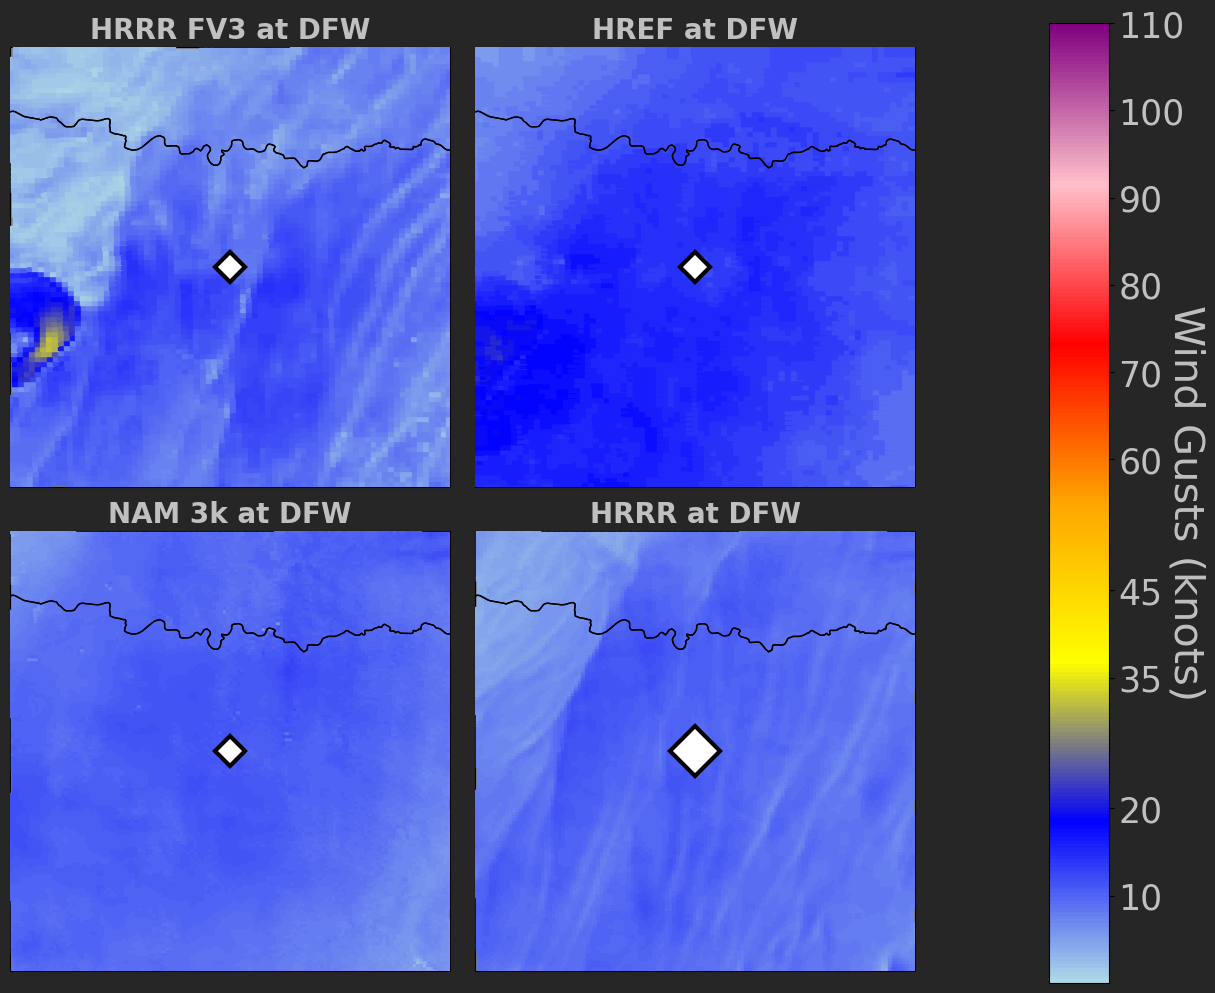 HRRR FV3 at DFW
HREF at DFW
NAM 3k at DFW
HRRR at DFW
110
100
90
80
70
60
45
35
20
10
Wind Gusts (knots)